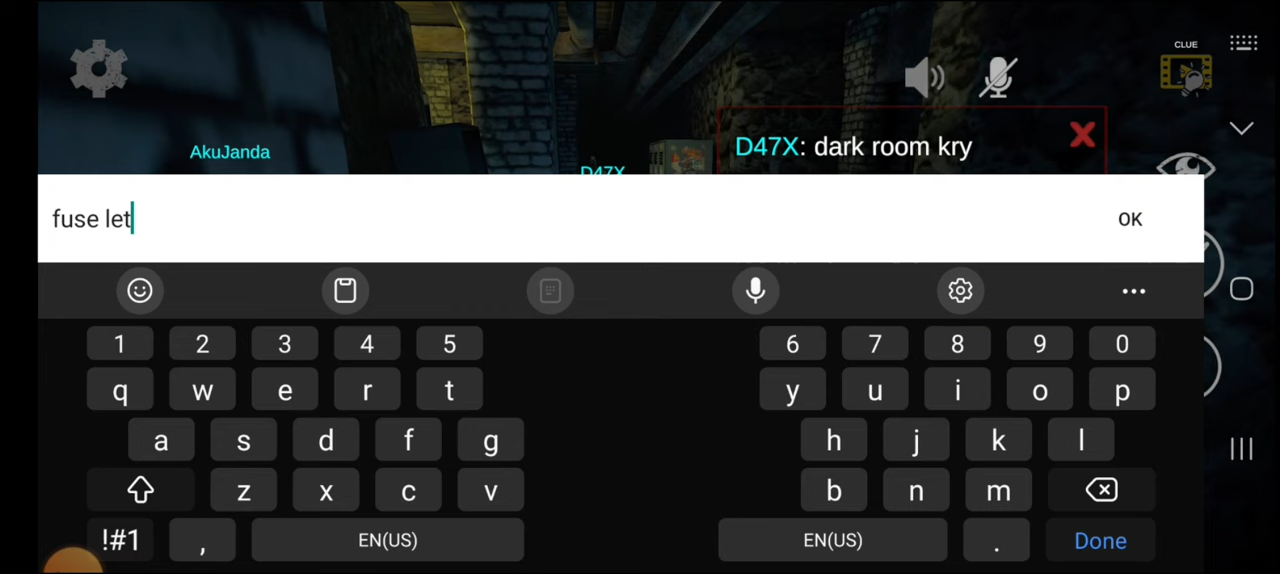 CLUE
D47X: dark room kry
AkuJanda
D47X
fuse let
OK
1 2 3 4 5 6 7 8 9 0
q w e r t y u i o p
a s d f g h j k l
z x c v b n m
!#1 , EN(US) EN(US) . Done